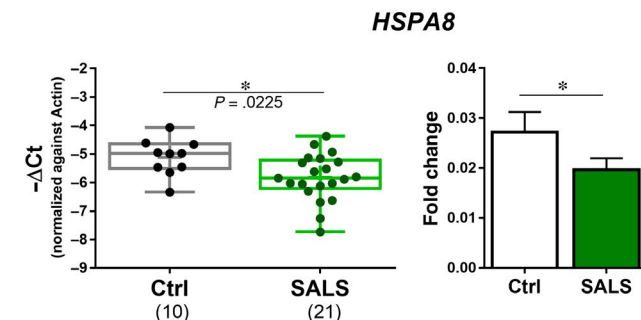 HSPA8
−ΔCt
(normalized against Actin)
−2
−3
−4
−5
−6
−7
−8
−9
*
P = .0225
Ctrl
SALS
(10)
(21)
Fold change
0.04
0.03
0.02
0.01
0.00
*
Ctrl
SALS